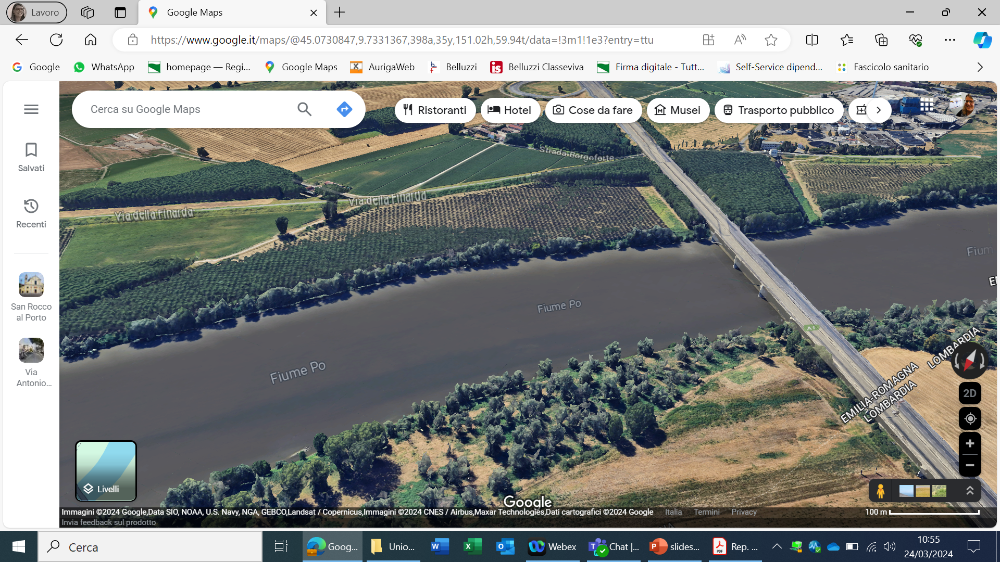 Lavoro
Google Maps
https://www.google.it/maps/@45.0730847,9.7331367,398a,35y,151.02h,59.94t/data=!3m1!1e3?entry=ttu
Google
WhatsApp
homepage — Regi...
Google Maps
AurigaWeb
Belluzzi
Belluzzi Classeviva
Firma digitale - Tutt...
Self-Service dipend...
Fascicolo sanitario
Cerca su Google Maps
Ristoranti
Hotel
Cose da fare
Musei
Trasporto pubblico
Salvati
Recenti
San Rocco
al Porto
Via
Antonio...
Strada Borgoforte
Via della Finarda
Via della Finarda
Fium
Fiume Po
Fiume Po
A1
LOMBARDIA
EMILIA-ROMAGNA
LOMBARDIA
2D
Livelli
Google
Immagini ©2024 Google,Data SIO, NOAA, U.S. Navy, NGA, GEBCO,Landsat / Copernicus,Immagini ©2024 CNES / Airbus,Maxar Technologies,Dati cartografici ©2024 Google
Italia
Termini
Privacy
100 m
Invia feedback sul prodotto
Cerca
Goog...
Unio...
Webex
Chat |...
slides...
Rep. ...
10:55
24/03/2024